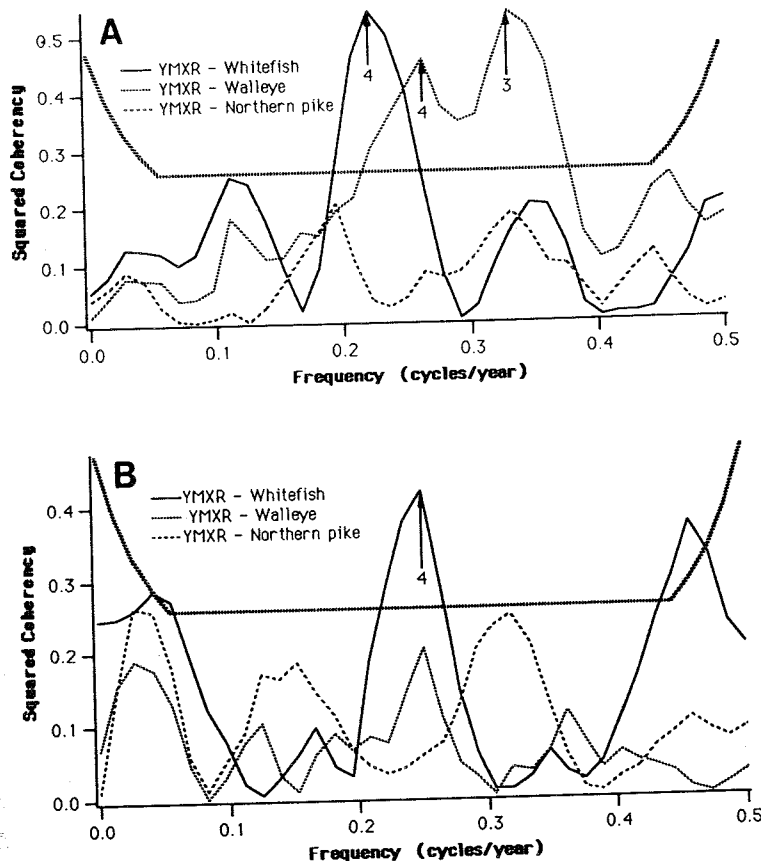 A
YMXR - Whitefish
YMXR - Walleye
YMXR - Northern pike
4
4
3
0.5
0.4
0.3
0.2
0.1
0.0
Squared Coherency
0.0 0.1 0.2 0.3 0.4 0.5
Frequency (cycles/year)
B
YMXR - Whitefish
YMXR - Walleye
YMXR - Northern pike
4
0.4
0.3
0.2
0.1
0.0
Squared Coherency
0.0 0.1 0.2 0.3 0.4 0.5
Frequency (cycles/year)